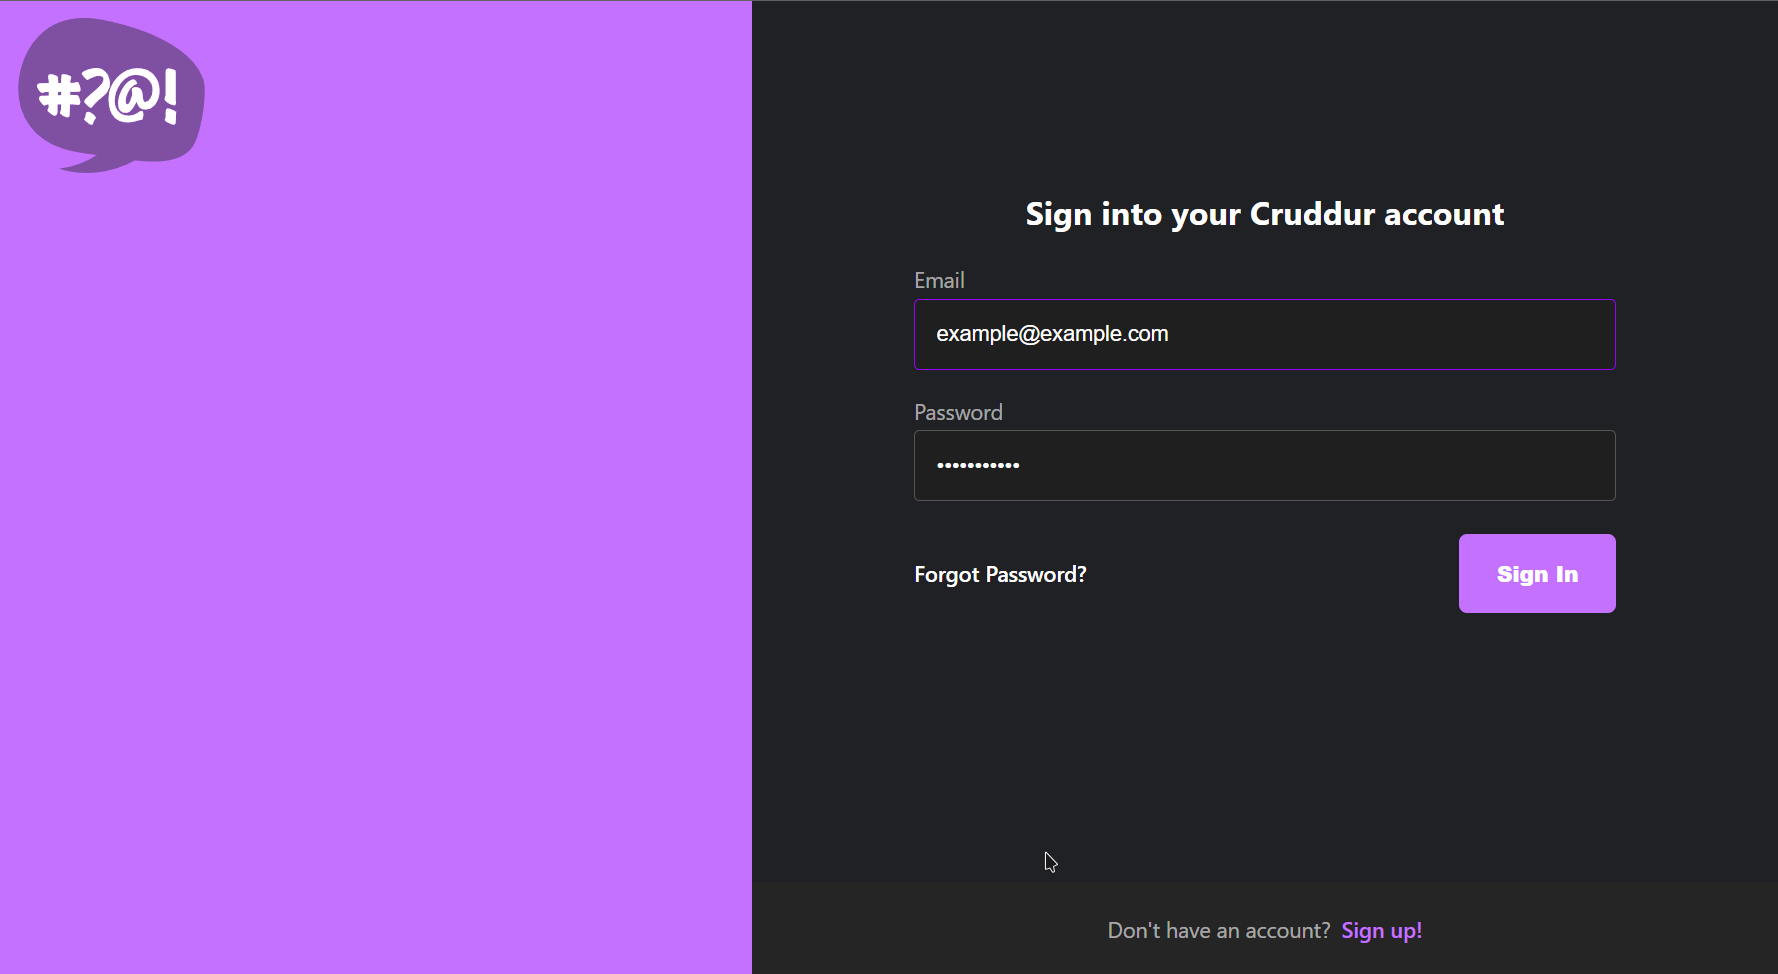 #?@!
Sign into your Cruddur account
Email
example@example.com
Password
•••••••••••
Forgot Password?
Sign In
Don't have an account? Sign up!